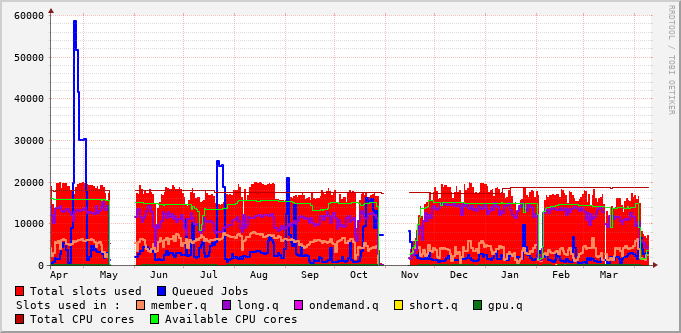 60000
50000
40000
30000
20000
10000
0
Apr May Jun Jul Aug Sep Oct Nov Dec Jan Feb Mar
RRDTOOL / TOBI OETIKER
Total slots used Queued Jobs
Slots used in : member.q long.q ondemand.q short.q gpu.q
Total CPU cores Available CPU cores